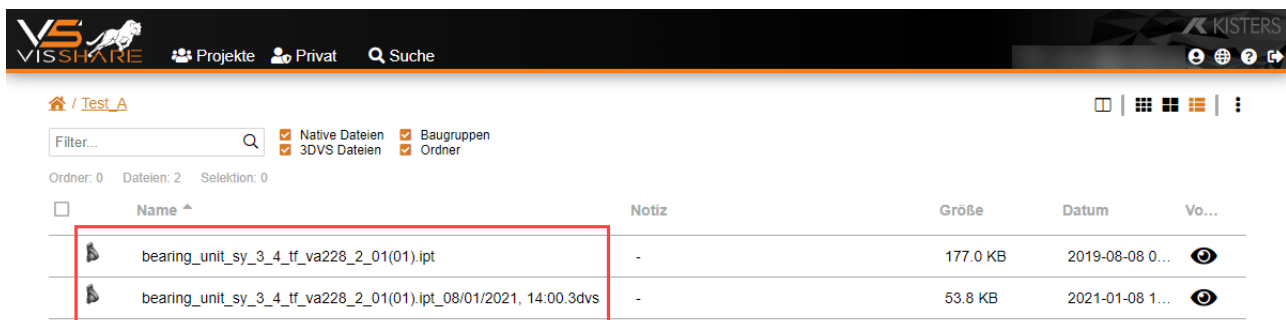 VS
VISSHARE
Projekte Privat Suche
KISTERS
/ Test_A
Filter...
Native Dateien Baugruppen
3DVS Dateien Ordner
Ordner: 0 Dateien: 2 Selektion: 0
Name Notiz Größe Datum Vo...
bearing_unit_sy_3_4_tf_va228_2_01(01).ipt - 177.0 KB 2019-08-08 0...
bearing_unit_sy_3_4_tf_va228_2_01(01).ipt_08/01/2021, 14:00.3dvs - 53.8 KB 2021-01-08 1...